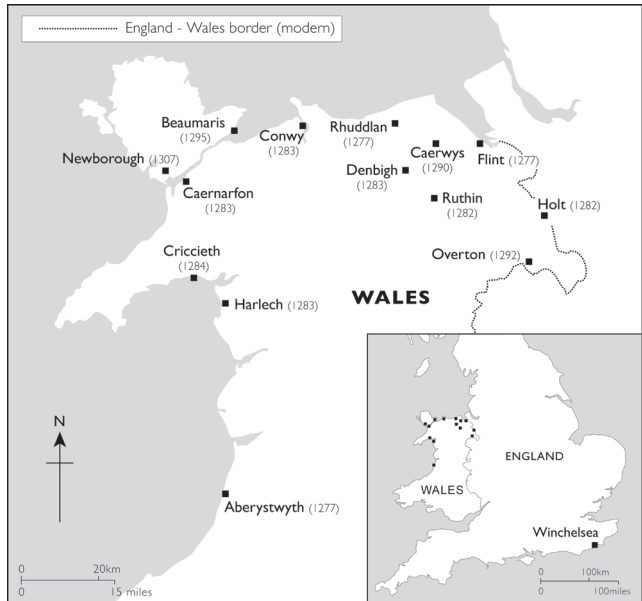 England - Wales border (modern)
Beaumaris
(1295)
Conwy
(1283)
Rhuddlan
(1277)
Caerwys
(1290)
Flint (1277)
Newborough (1307)
Denbigh
(1283)
Caernarfon
(1283)
Ruthin
(1282)
Holt (1282)
Criccieth
(1284)
Overton (1292)
Harlech (1283)
WALES
N
Aberystwyth (1277)
0 20km
0 15 miles
ENGLAND
WALES
Winchelsea
0 100km
0 100miles